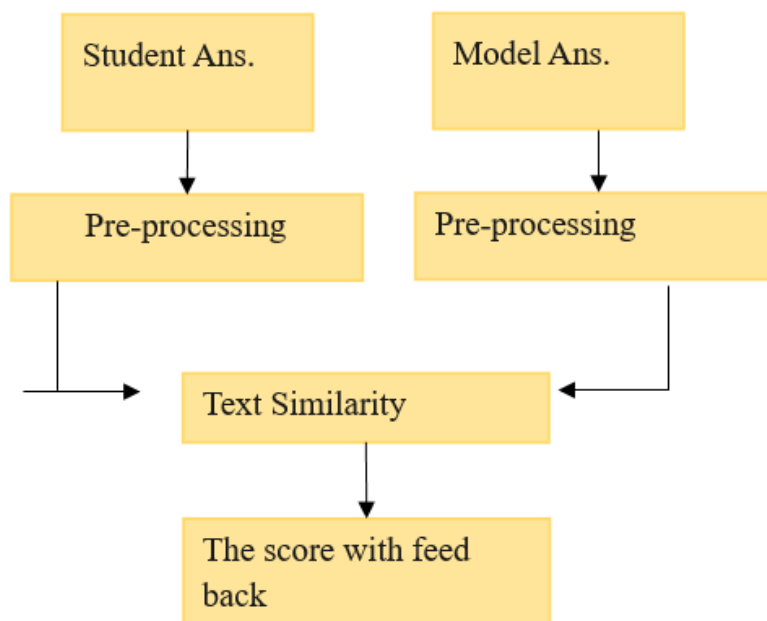 Student Ans.
Model Ans.
Pre-processing
Pre-processing
Text Similarity
The score with feed
back